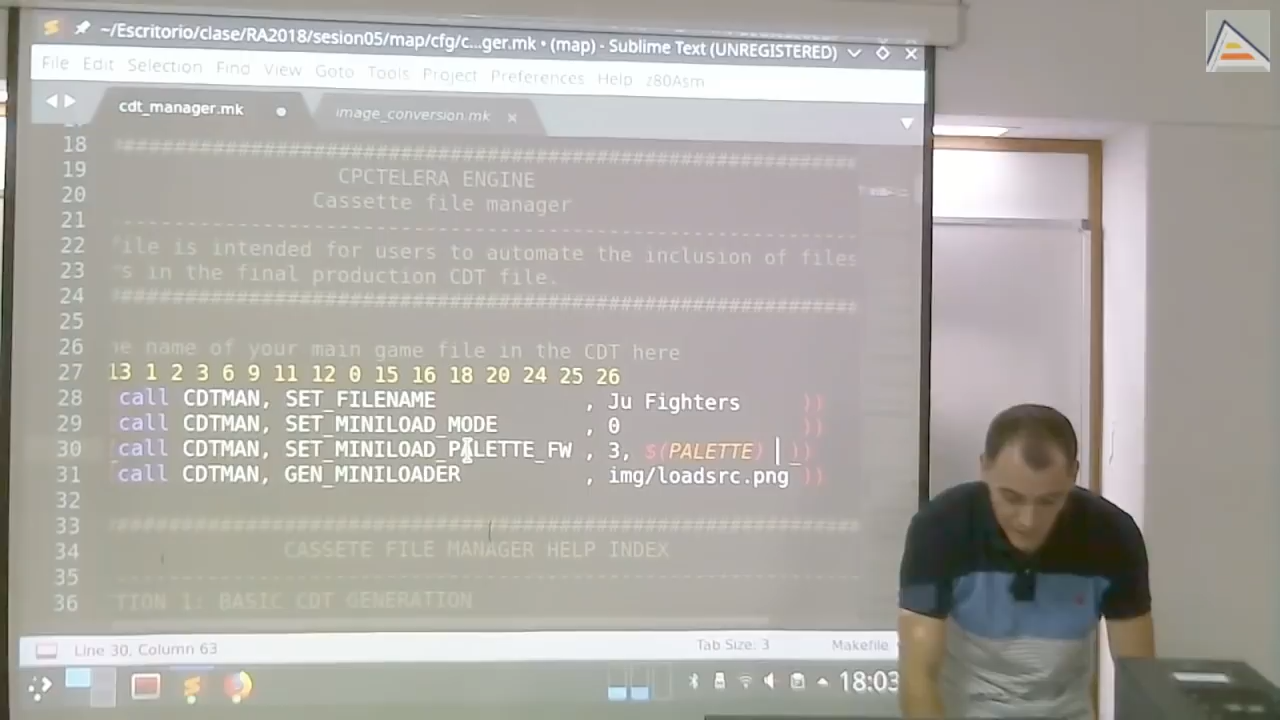 ~/Escritorio/clase/RA2018/sesion05/map/cfg/c...ger.mk • (map) - Sublime Text (UNREGISTERED)
File Edit Selection Find View Goto Tools Project Preferences Help z80Asm
cdt_manager.mk image_conversion.mk
18 ##
19 CPCTELERA ENGINE
20 Cassette file manager
21
22 file is intended for users to automate the inclusion of files
23 s in the final production CDT file.
24
25
26 e name of your main game file in the CDT here
27 13 1 2 3 6 9 11 12 0 15 16 18 20 24 25 26
28 call CDTMAN, SET_FILENAME , Ju Fighters ))
29 call CDTMAN, SET_MINILOAD_MODE , 0 ))
30 call CDTMAN, SET_MINILOAD_PALETTE_FW , 3, $(PALETTE) _))
31 call CDTMAN, GEN_MINILOADER , img/loadsrc.png ))
32
33
34 CASSETE FILE MANAGER HELP INDEX
35
36 TION 1: BASIC CDT GENERATION
Line 30, Column 63 Tab Size: 3 Makefile
18:03